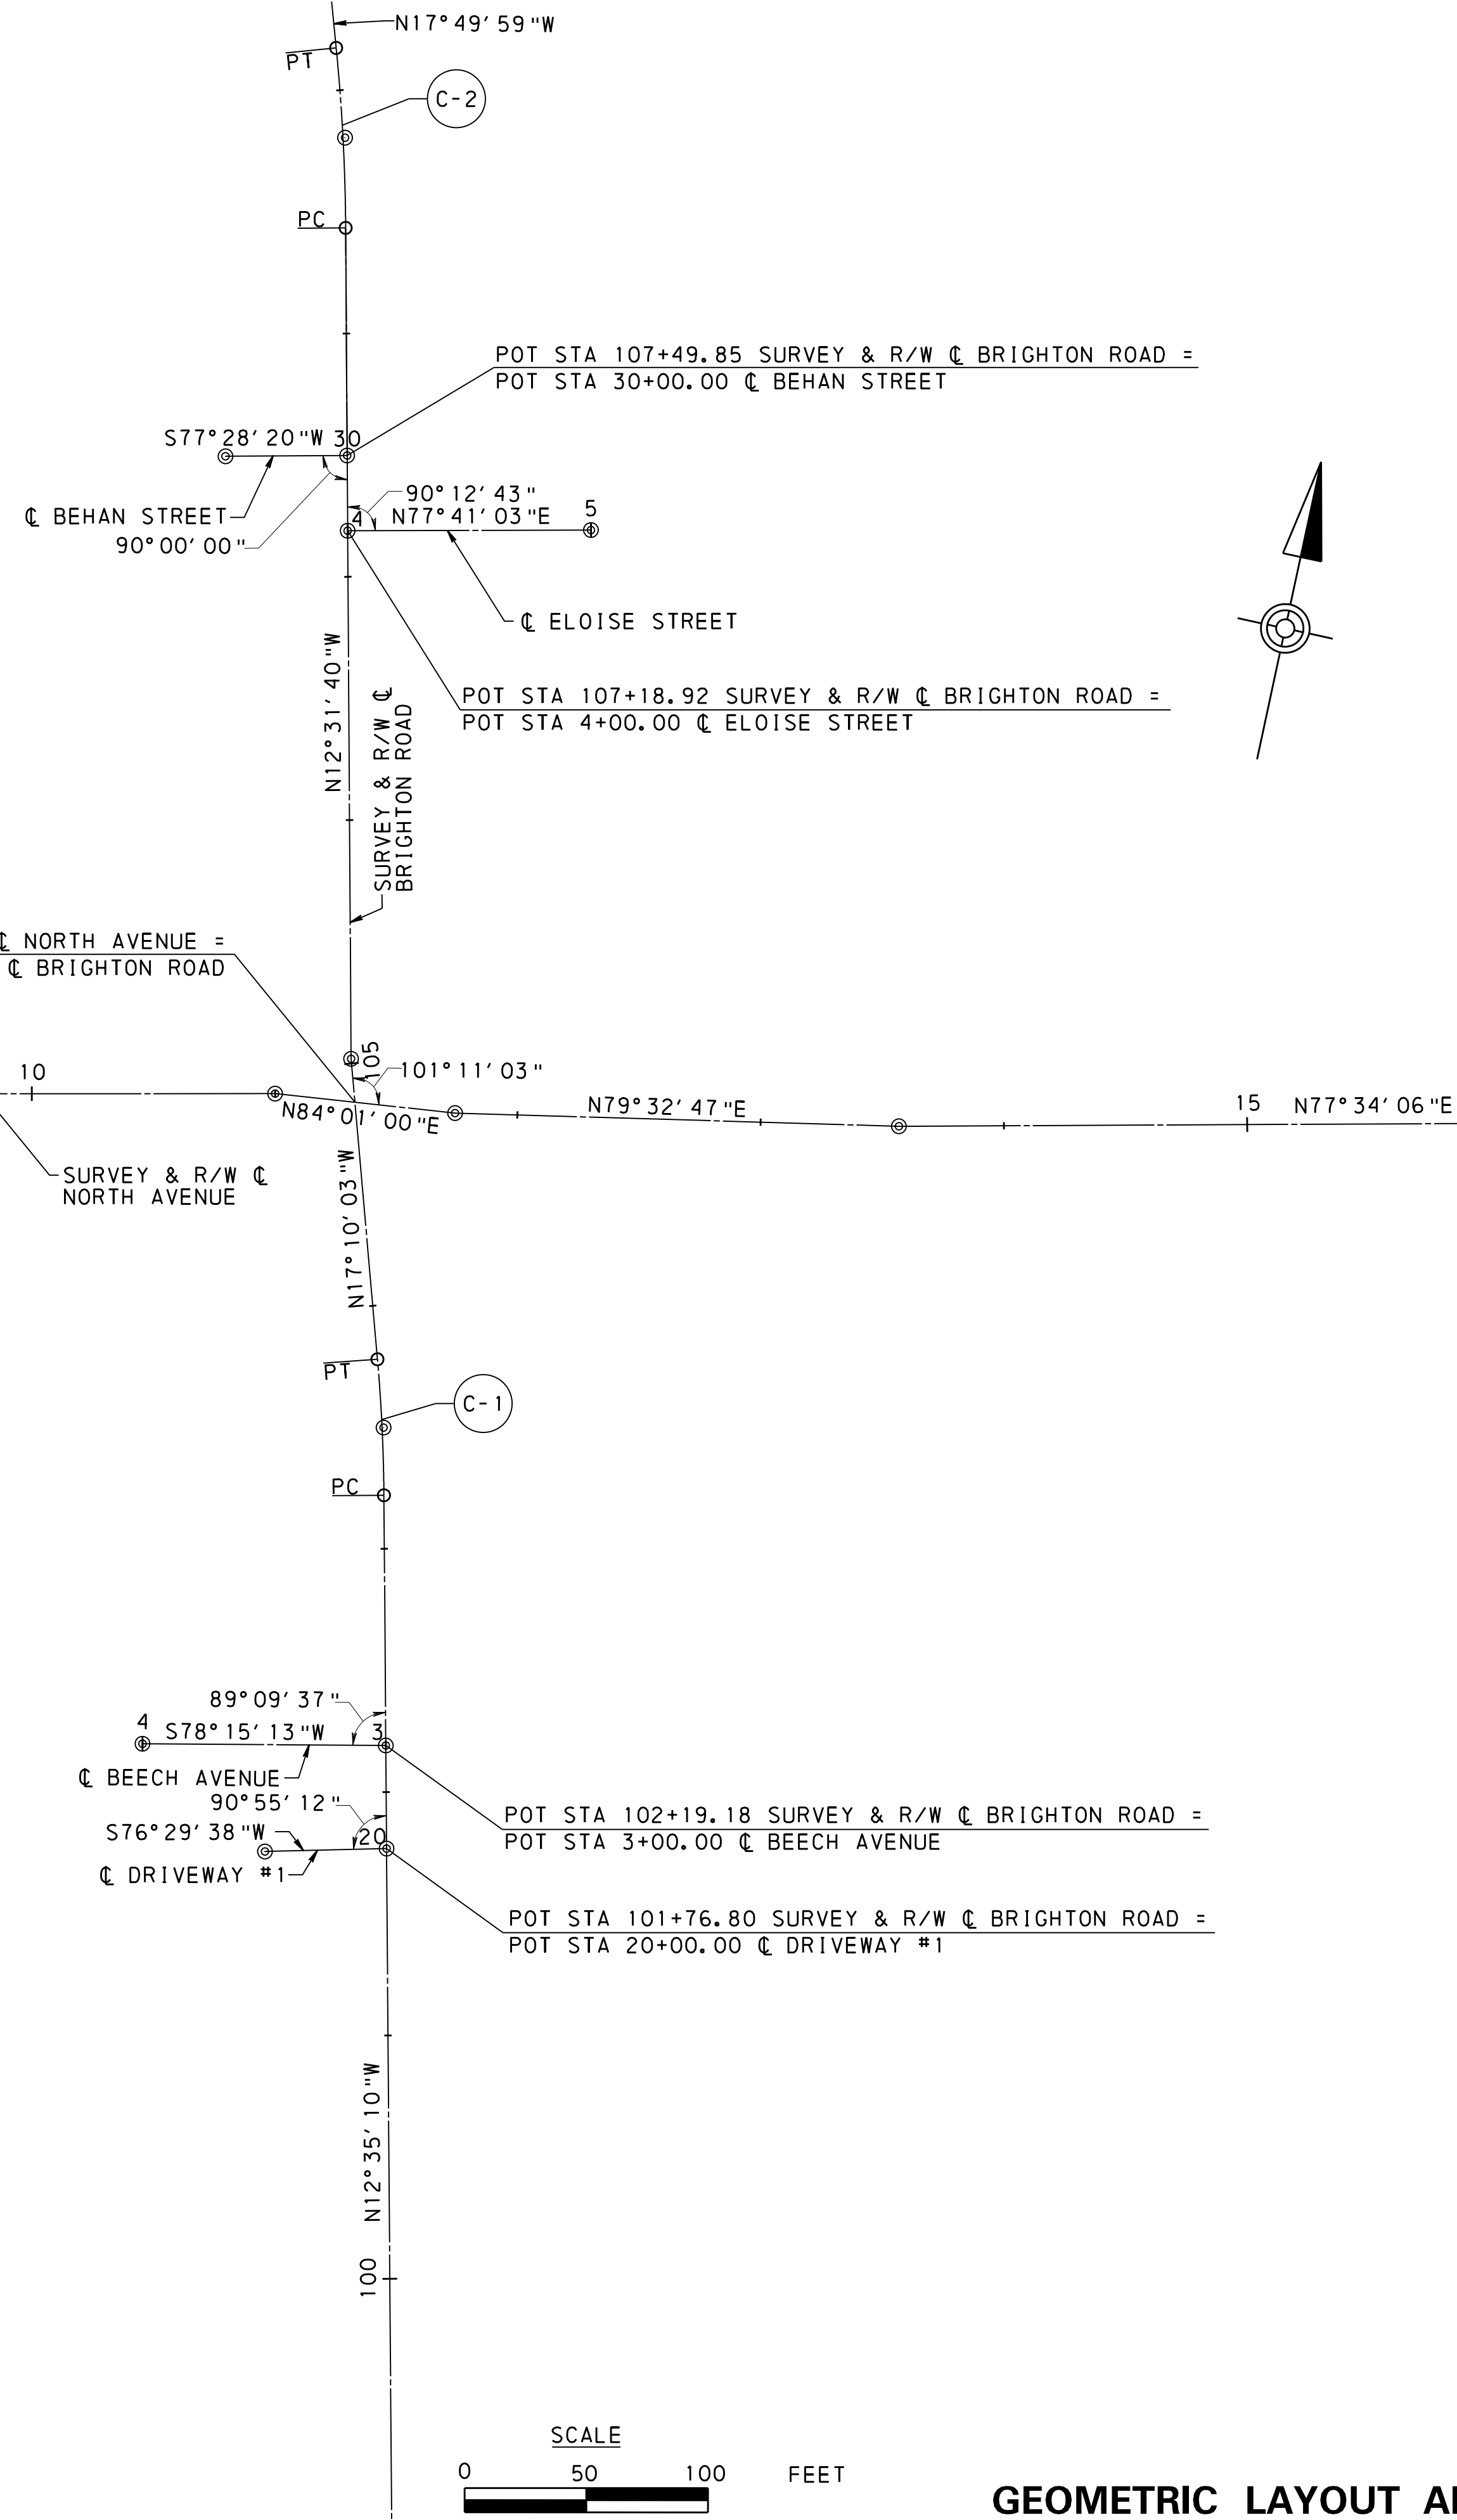 N17°49'59"W
PT
C-2
PC
POT STA 107+49.85 SURVEY & R/W ℄ BRIGHTON ROAD =
POT STA 30+00.00 ℄ BEHAN STREET
S77°28'20"W 30
90°12'43"
5
4 N77°41'03"E
℄ BEHAN STREET
90°00'00"
℄ ELOISE STREET
N12°31'40"W
POT STA 107+18.92 SURVEY & R/W ℄ BRIGHTON ROAD =
POT STA 4+00.00 ℄ ELOISE STREET
SURVEY & R/W ℄
BRIGHTON ROAD
℄ NORTH AVENUE =
℄ BRIGHTON ROAD
105
10
101°11'03"
N84°01'00"E
N79°32'47"E
15
N77°34'06"E
SURVEY & R/W ℄
NORTH AVENUE
N17°10'03"W
PT
C-1
PC
89°09'37"
4
S78°15'13"W
3
℄ BEECH AVENUE
90°55'12"
POT STA 102+19.18 SURVEY & R/W ℄ BRIGHTON ROAD =
POT STA 3+00.00 ℄ BEECH AVENUE
S76°29'38"W
20
℄ DRIVEWAY #1
POT STA 101+76.80 SURVEY & R/W ℄ BRIGHTON ROAD =
POT STA 20+00.00 ℄ DRIVEWAY #1
N12°35'10"W
100
SCALE
0 50 100 FEET
GEOMETRIC LAYOUT